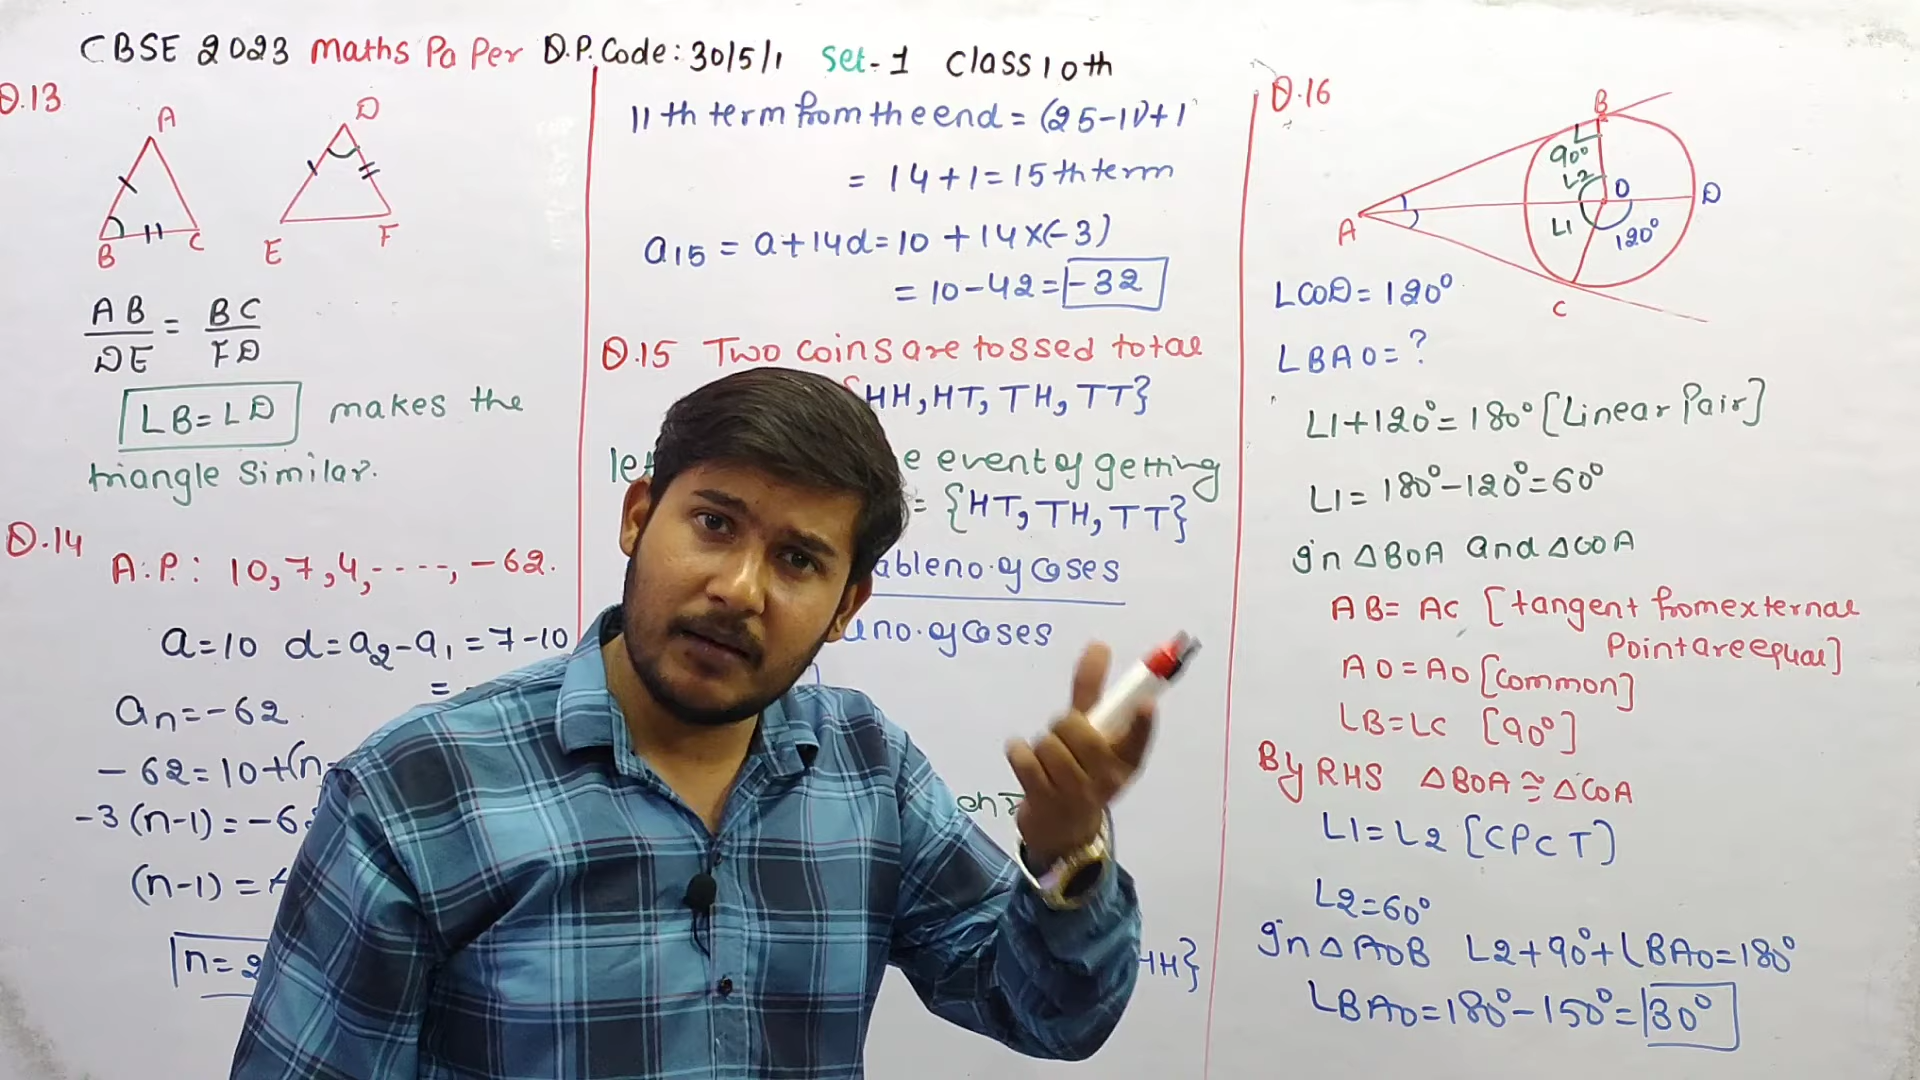 CBSE 2023 Maths Paper Q.P. Code: 30/5/1 Set-1 Class 10th
Q.13
A
B
C
D
E
F
AB/DE = BC/FD
∠B=∠D makes the
triangle Similar.
Q.14
A.P.: 10, 7, 4, ----, -62.
a=10 d=a2-a1=7-10
=
an=-62
-62=10+(n-
-3(n-1)=-6
(n-1)=
n=2
11th term from the end = (25-11)+1
= 14+1=15th term
a15=a+14d=10+14×(-3)
=10-42=-32
Q.15 Two coins are tossed total
{HH, HT, TH, TT}
event of getting
= {HT, TH, TT}
no. of cases
no. of cases
HH}
Q.16
B
90°
∠2
O
D
A
∠1
120°
C
∠COD=120°
∠BAO=?
∠1+120°=180° [Linear Pair]
∠1=180°-120°=60°
In △BOA and △COA
AB=AC [tangent from external
Point are equal]
AO=AO [common]
∠B=∠C [90°]
By RHS △BOA≅△COA
∠1=∠2 [CPCT]
∠2=60°
In △AOB ∠2+90°+∠BAO=180°
∠BAO=180°-150°=30°